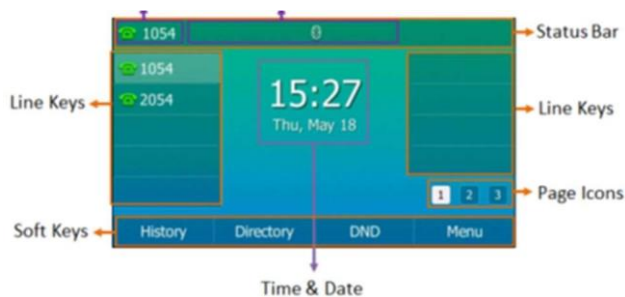 1054
Status Bar
1054
2054
Line Keys
15:27
Thu, May 18
Line Keys
1 2 3
Page Icons
Soft Keys
History Directory DND Menu
Time & Date